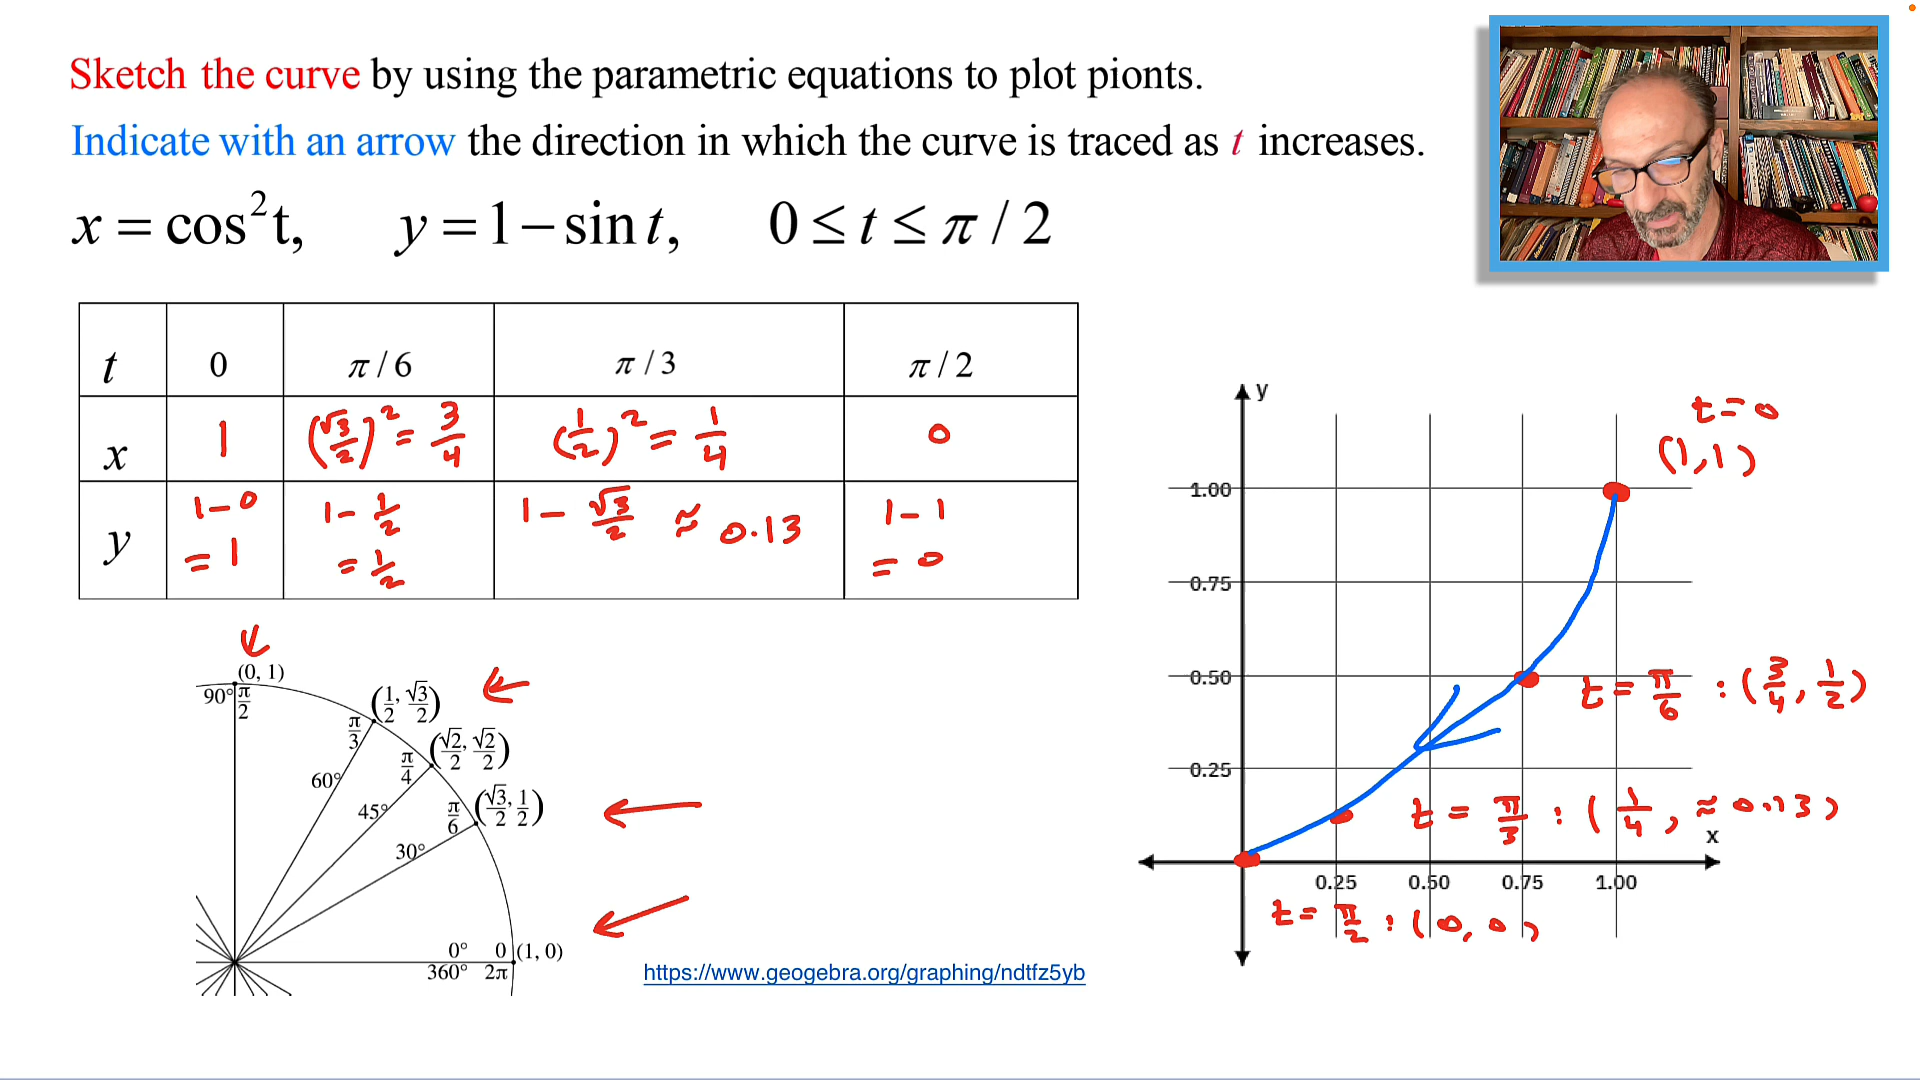 Sketch the curve by using the parametric equations to plot pionts.
Indicate with an arrow the direction in which the curve is traced as t increases.
x = cos²t, y = 1 − sin t, 0 ≤ t ≤ π / 2
t 0 π / 6 π / 3 π / 2
x 1 (√3/2)² = 3/4 (1/2)² = 1/4 0
y 1 - 0 = 1 1 - 1/2 = 1/2 1 - √3/2 ≈ 0.13 1 - 1 = 0
y
t = 0
(1, 1)
1.00
0.75
0.50
t = π/6 : (3/4, 1/2)
0.25
t = π/3 : (1/4, ≈ 0.13)
x
0.25 0.50 0.75 1.00
t = π/2 : (0, 0)
(0, 1)
90° π/2
π/3 (1/2, √3/2)
60° π/4 (√2/2, √2/2)
45° π/6 (√3/2, 1/2)
30°
0° 0 (1, 0)
360° 2π
https://www.geogebra.org/graphing/ndtfz5yb